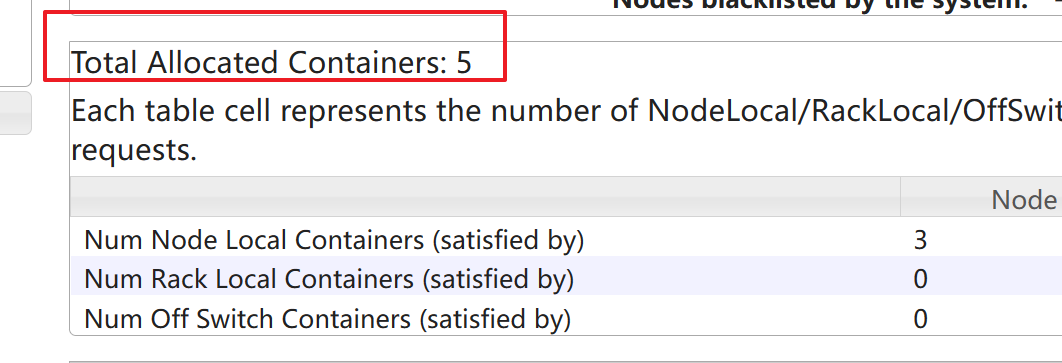 Nodes blacklisted by the system:
Total Allocated Containers: 5
Each table cell represents the number of NodeLocal/RackLocal/OffSwit
requests.
Node
Num Node Local Containers (satisfied by) 3
Num Rack Local Containers (satisfied by) 0
Num Off Switch Containers (satisfied by) 0